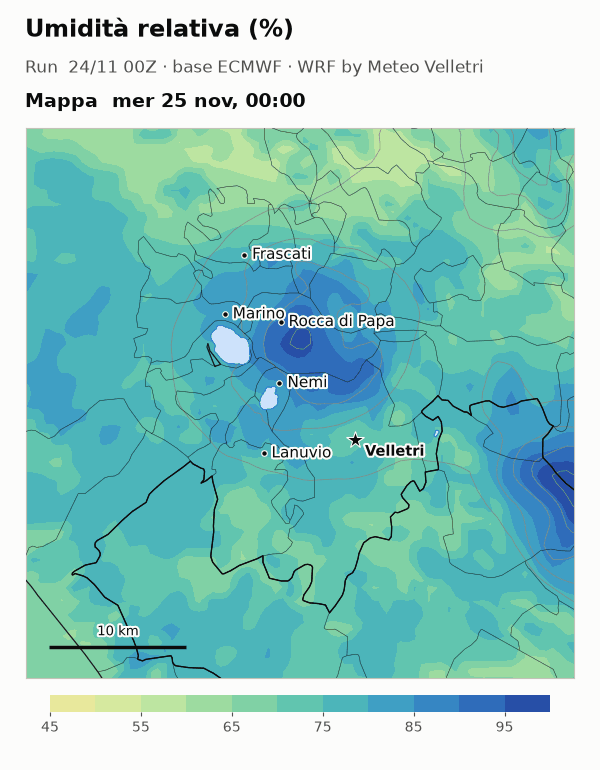 Umidità relativa (%)
Run  24/11 00Z · base ECMWF · WRF by Meteo Velletri
Mappa  mer 25 nov, 00:00
Frascati
Marino
Rocca di Papa
Nemi
Velletri
Lanuvio
10 km
45 55 65 75 85 95